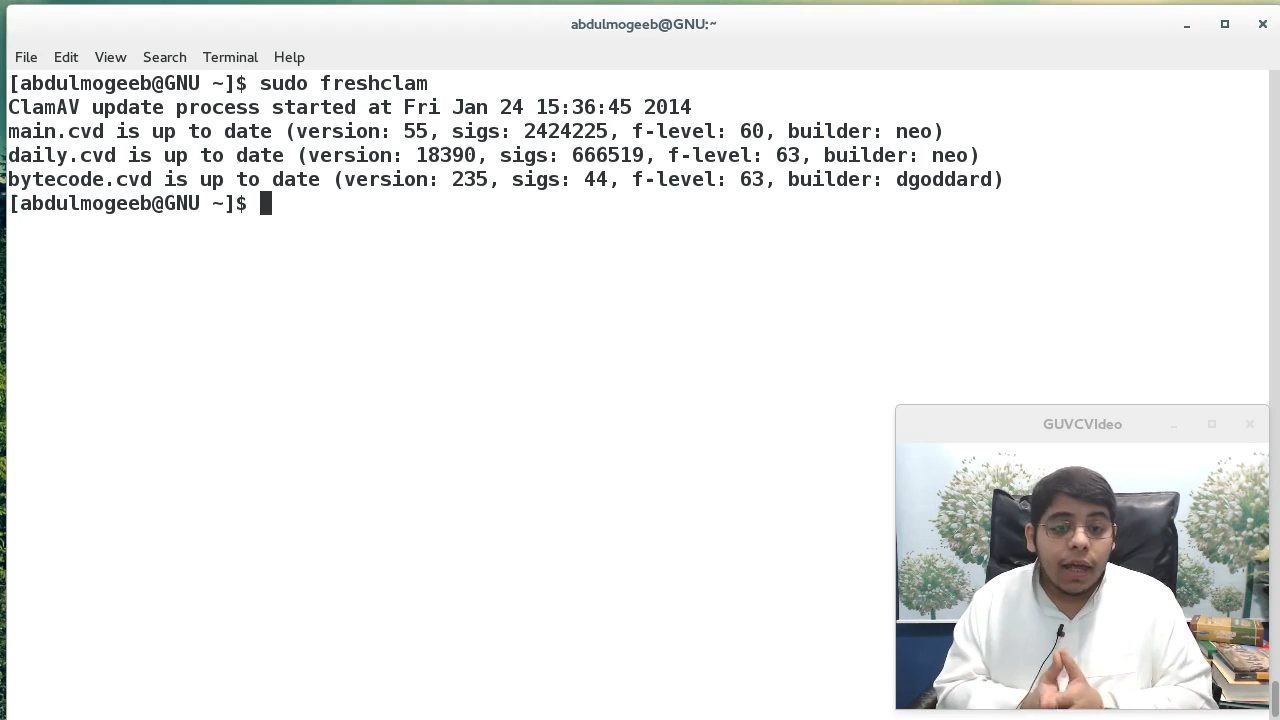 abdulmogeeb@GNU:~
File Edit View Search Terminal Help
[abdulmogeeb@GNU ~]$ sudo freshclam
ClamAV update process started at Fri Jan 24 15:36:45 2014
main.cvd is up to date (version: 55, sigs: 2424225, f-level: 60, builder: neo)
daily.cvd is up to date (version: 18390, sigs: 666519, f-level: 63, builder: neo)
bytecode.cvd is up to date (version: 235, sigs: 44, f-level: 63, builder: dgoddard)
[abdulmogeeb@GNU ~]$
GUVCVIdeo